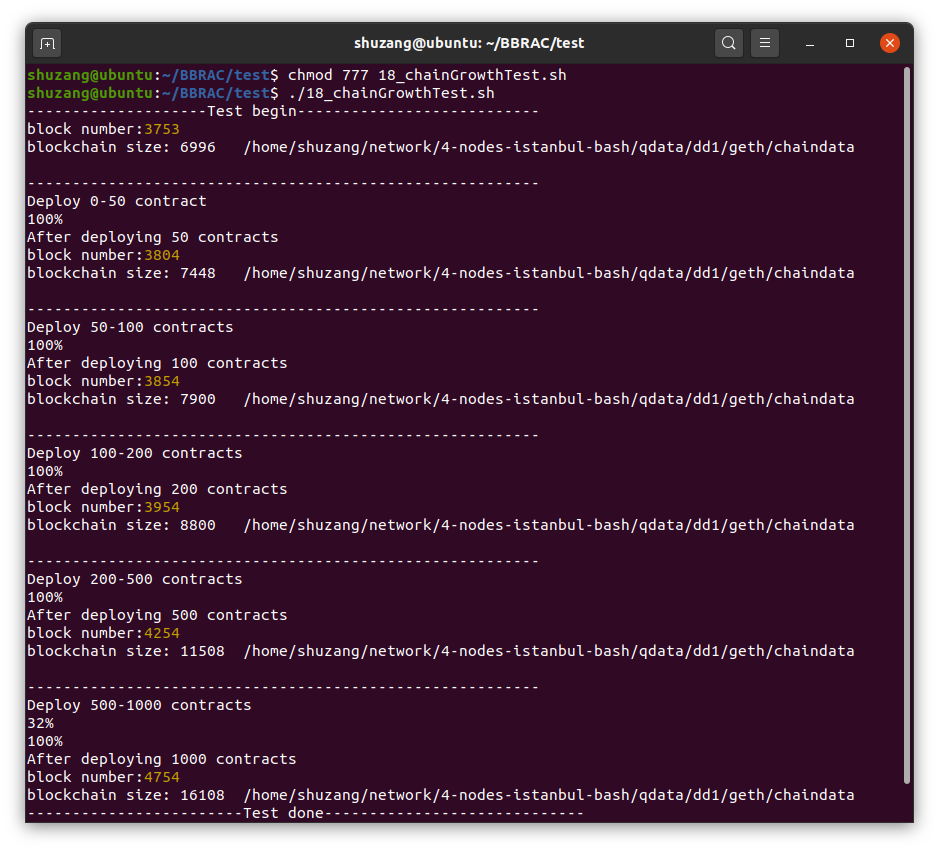 shuzang@ubuntu: ~/BBRAC/test
shuzang@ubuntu:~/BBRAC/test$ chmod 777 18_chainGrowthTest.sh
shuzang@ubuntu:~/BBRAC/test$ ./18_chainGrowthTest.sh
--------------------Test begin---------------------------
block number:3753
blockchain size: 6996   /home/shuzang/network/4-nodes-istanbul-bash/qdata/dd1/geth/chaindata
---------------------------------------------------------
Deploy 0-50 contract
100%
After deploying 50 contracts
block number:3804
blockchain size: 7448   /home/shuzang/network/4-nodes-istanbul-bash/qdata/dd1/geth/chaindata
---------------------------------------------------------
Deploy 50-100 contracts
100%
After deploying 100 contracts
block number:3854
blockchain size: 7900   /home/shuzang/network/4-nodes-istanbul-bash/qdata/dd1/geth/chaindata
---------------------------------------------------------
Deploy 100-200 contracts
100%
After deploying 200 contracts
block number:3954
blockchain size: 8800   /home/shuzang/network/4-nodes-istanbul-bash/qdata/dd1/geth/chaindata
---------------------------------------------------------
Deploy 200-500 contracts
100%
After deploying 500 contracts
block number:4254
blockchain size: 11508  /home/shuzang/network/4-nodes-istanbul-bash/qdata/dd1/geth/chaindata
---------------------------------------------------------
Deploy 500-1000 contracts
32%
100%
After deploying 1000 contracts
block number:4754
blockchain size: 16108  /home/shuzang/network/4-nodes-istanbul-bash/qdata/dd1/geth/chaindata
------------------------Test done-----------------------------